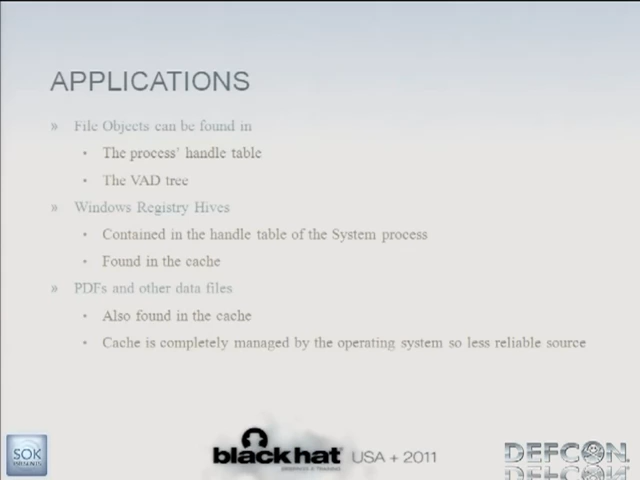 APPLICATIONS
» File Objects can be found in
• The process' handle table
• The VAD tree
» Windows Registry Hives
• Contained in the handle table of the System process
• Found in the cache
» PDFs and other data files
• Also found in the cache
• Cache is completely managed by the operating system so less reliable source
SOK
PRESENTS
blackhat USA + 2011
DEFCON